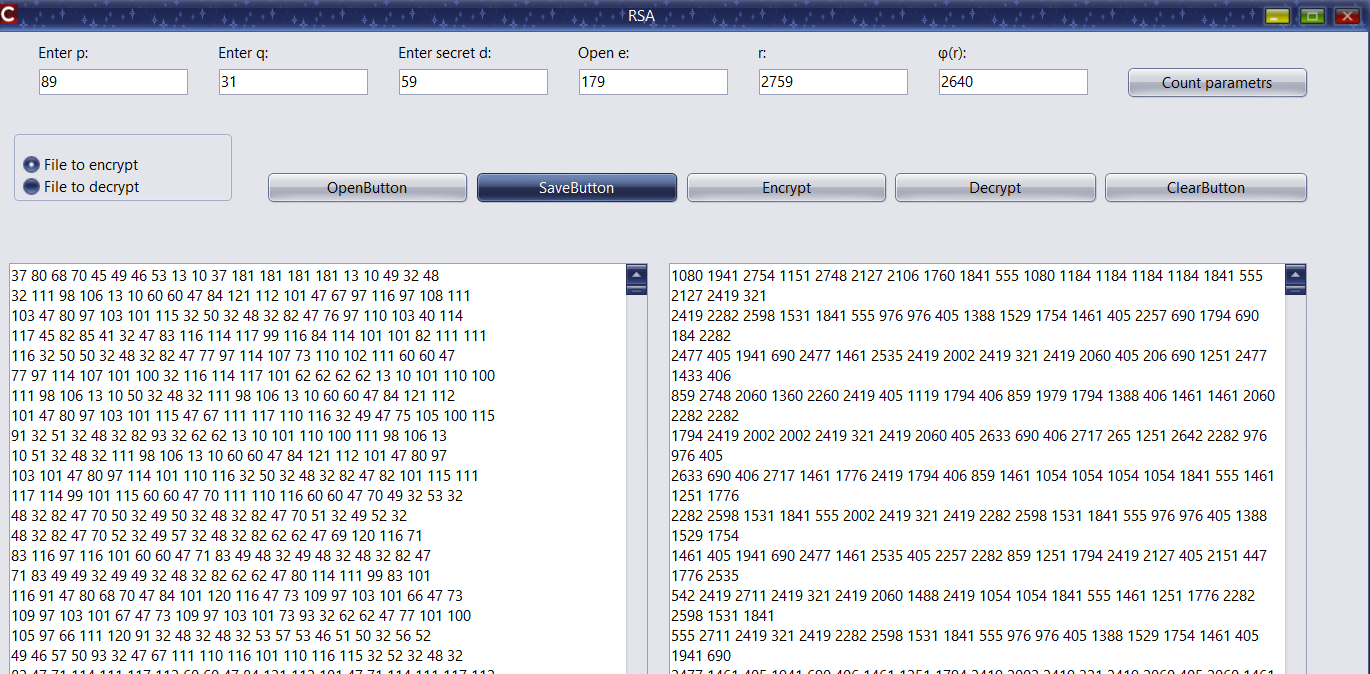 RSA
Enter p:
Enter q:
Enter secret d:
Open e:
r:
φ(r):
89
31
59
179
2759
2640
Count parametrs
File to encrypt
File to decrypt
OpenButton
SaveButton
Encrypt
Decrypt
ClearButton
37 80 68 70 45 49 46 53 13 10 37 181 181 181 181 13 10 49 32 48
32 111 98 106 13 10 60 60 47 84 121 112 101 47 67 97 116 97 108 111
103 47 80 97 103 101 115 32 50 32 48 32 82 47 76 97 110 103 40 114
117 45 82 85 41 32 47 83 116 114 117 99 116 84 114 101 101 82 111 111
116 32 50 50 32 48 32 82 47 77 97 114 107 73 110 102 111 60 60 47
77 97 114 107 101 100 32 116 114 117 101 62 62 62 62 13 10 101 110 100
111 98 106 13 10 50 32 48 32 111 98 106 13 10 60 60 47 84 121 112
101 47 80 97 103 101 115 47 67 111 117 110 116 32 49 47 75 105 100 115
91 32 51 32 48 32 82 93 32 62 62 13 10 101 110 100 111 98 106 13
10 51 32 48 32 111 98 106 13 10 60 60 47 84 121 112 101 47 80 97
103 101 47 80 97 114 101 110 116 32 50 32 48 32 82 47 82 101 115 111
117 114 99 101 115 60 60 47 70 111 110 116 60 60 47 70 49 32 53 32
48 32 82 47 70 50 32 49 50 32 48 32 82 47 70 51 32 49 52 32
48 32 82 47 70 52 32 49 57 32 48 32 82 62 62 47 69 120 116 71
83 116 97 116 101 60 60 47 71 83 49 48 32 49 48 32 48 32 82 47
71 83 49 49 32 49 49 32 48 32 82 62 62 47 80 114 111 99 83 101
116 91 47 80 68 70 47 84 101 120 116 47 73 109 97 103 101 66 47 73
109 97 103 101 67 47 73 109 97 103 101 73 93 32 62 62 47 77 101 100
105 97 66 111 120 91 32 48 32 48 32 53 57 53 46 51 50 32 56 52
49 46 57 50 93 32 47 67 111 110 116 101 110 116 115 32 52 32 48 32
1080 1941 2754 1151 2748 2127 2106 1760 1841 555 1080 1184 1184 1184 1184 1841 555
2127 2419 321
2419 2282 2598 1531 1841 555 976 976 405 1388 1529 1754 1461 405 2257 690 1794 690
184 2282
2477 405 1941 690 2477 1461 2535 2419 2002 2419 321 2419 2060 405 206 690 1251 2477
1433 406
859 2748 2060 1360 2260 2419 405 1119 1794 406 859 1979 1794 1388 406 1461 1461 2060
2282 2282
1794 2419 2002 2002 2419 321 2419 2060 405 2633 690 406 2717 265 1251 2642 2282 976
976 405
2633 690 406 2717 1461 1776 2419 1794 406 859 1461 1054 1054 1054 1054 1841 555 1461
1251 1776
2282 2598 1531 1841 555 2002 2419 321 2419 2282 2598 1531 1841 555 976 976 405 1388
1529 1754
1461 405 1941 690 2477 1461 2535 405 2257 2282 859 1251 1794 2419 2127 405 2151 447
1776 2535
542 2419 2711 2419 321 2419 2060 1488 2419 1054 1054 1841 555 1461 1251 1776 2282
2598 1531 1841
555 2711 2419 321 2419 2282 2598 1531 1841 555 976 976 405 1388 1529 1754 1461 405
1941 690